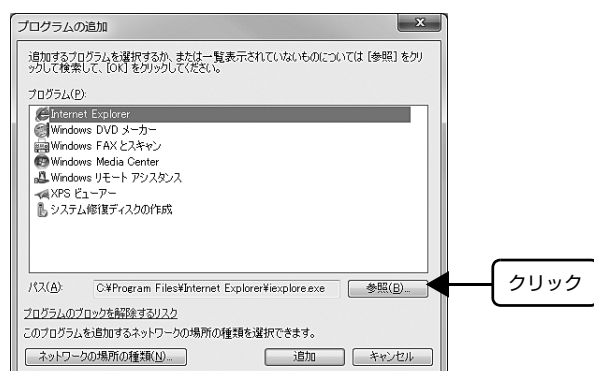 プログラムの追加
追加するプログラムを選択するか、または一覧表示されていないものについては [参照] をクリ
ックして検索して、[OK] をクリックしてください。
プログラム(P):
Internet Explorer
Windows DVD メーカー
Windows FAX とスキャン
Windows Media Center
Windows リモート アシスタンス
XPS ビューアー
システム修復ディスクの作成
パス(A): C:¥Program Files¥Internet Explorer¥iexplore.exe 参照(B)...
クリック
プログラムのブロックを解除するリスク
このプログラムを追加するネットワークの場所の種類を選択できます。
ネットワークの場所の種類(N)... 追加 キャンセル